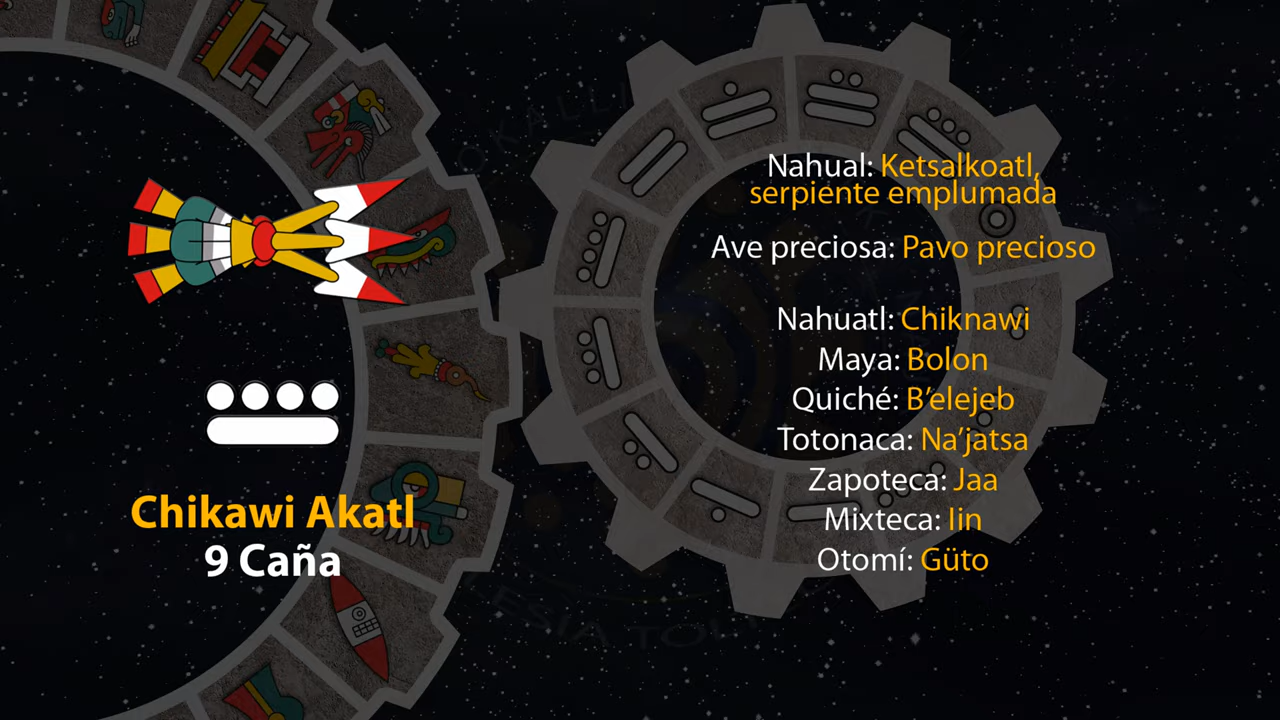 Nahual: Ketsalkoatl,
serpiente emplumada
Ave preciosa: Pavo precioso
Nahuatl: Chiknawi
Maya: Bolon
Quiché: B'elejeb
Totonaca: Na'jatsa
Zapoteca: Jaa
Mixteca: Iin
Otomí: Güto
Chikawi Akatl
9 Caña